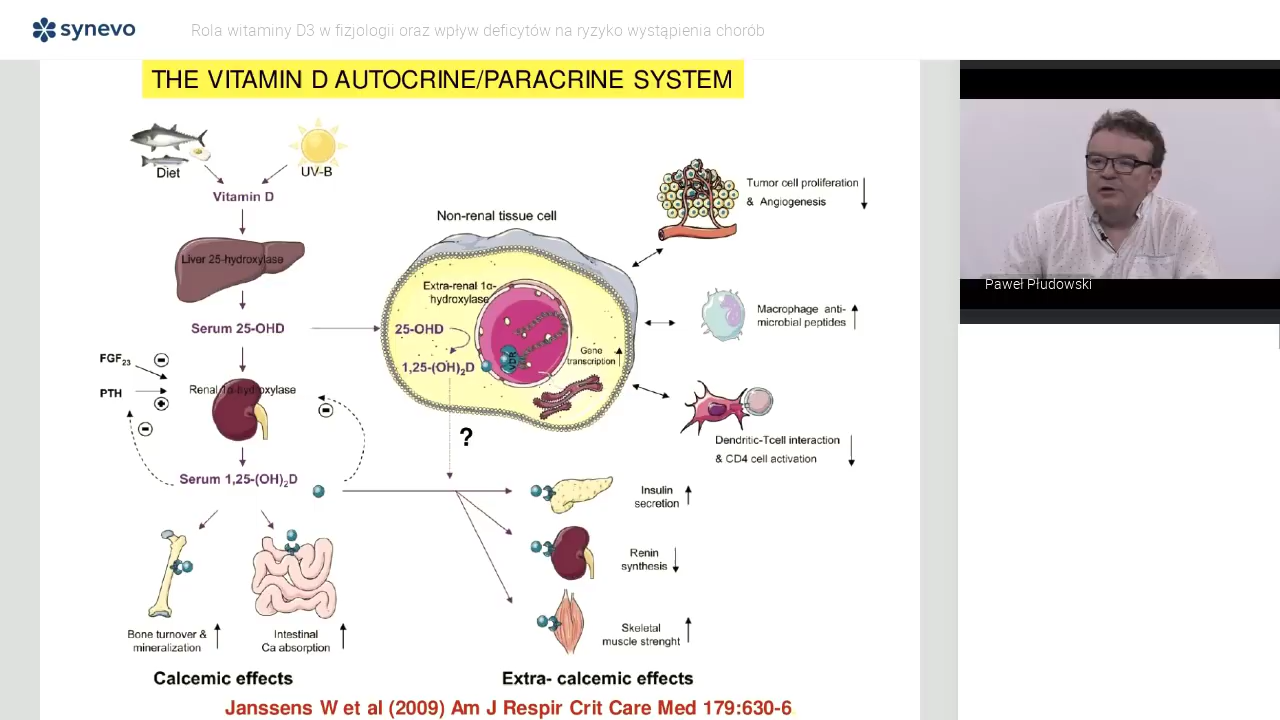 synevo
Rola witaminy D3 w fizjologii oraz wpływ deficytów na ryzyko wystąpienia chorób
THE VITAMIN D AUTOCRINE/PARACRINE SYSTEM
Diet
UV-B
Vitamin D
Liver 25-hydroxylase
Serum 25-OHD
FGF23
PTH
Renal 1α-hydroxylase
Serum 1,25-(OH)2D
Bone turnover &
mineralization
Intestinal
Ca absorption
Calcemic effects
Non-renal tissue cell
Extra-renal 1α-
hydroxylase
25-OHD
1,25-(OH)2D
VDR
Gene
transcription
?
Tumor cell proliferation
& Angiogenesis
Macrophage anti-
microbial peptides
Dendritic-Tcell interaction
& CD4 cell activation
Insulin
secretion
Renin
synthesis
Skeletal
muscle strenght
Extra- calcemic effects
Janssens W et al (2009) Am J Respir Crit Care Med 179:630-6
Paweł Płudowski